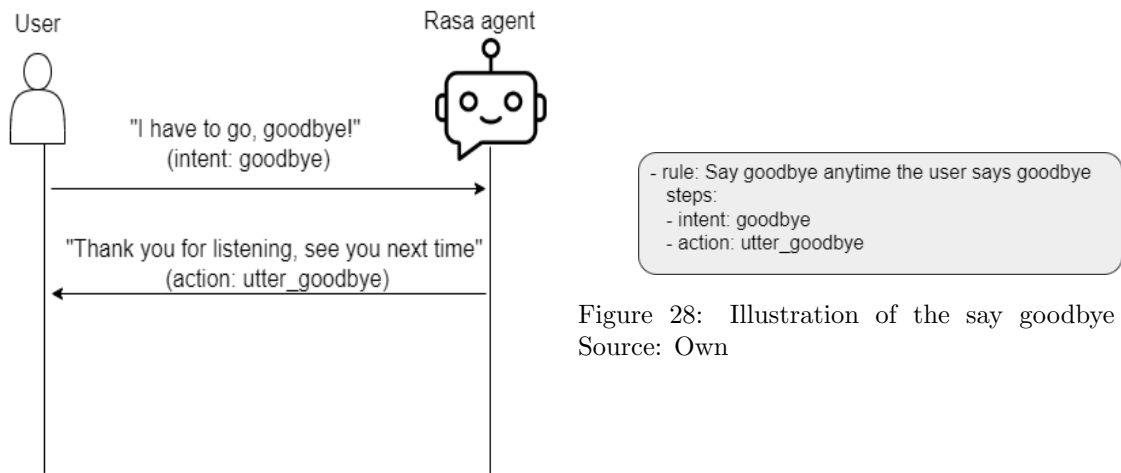 User
Rasa agent
"I have to go, goodbye!"
(intent: goodbye)
"Thank you for listening, see you next time"
(action: utter_goodbye)
- rule: Say goodbye anytime the user says goodbye
steps:
- intent: goodbye
- action: utter_goodbye
Figure 28: Illustration of the say goodbye
Source: Own